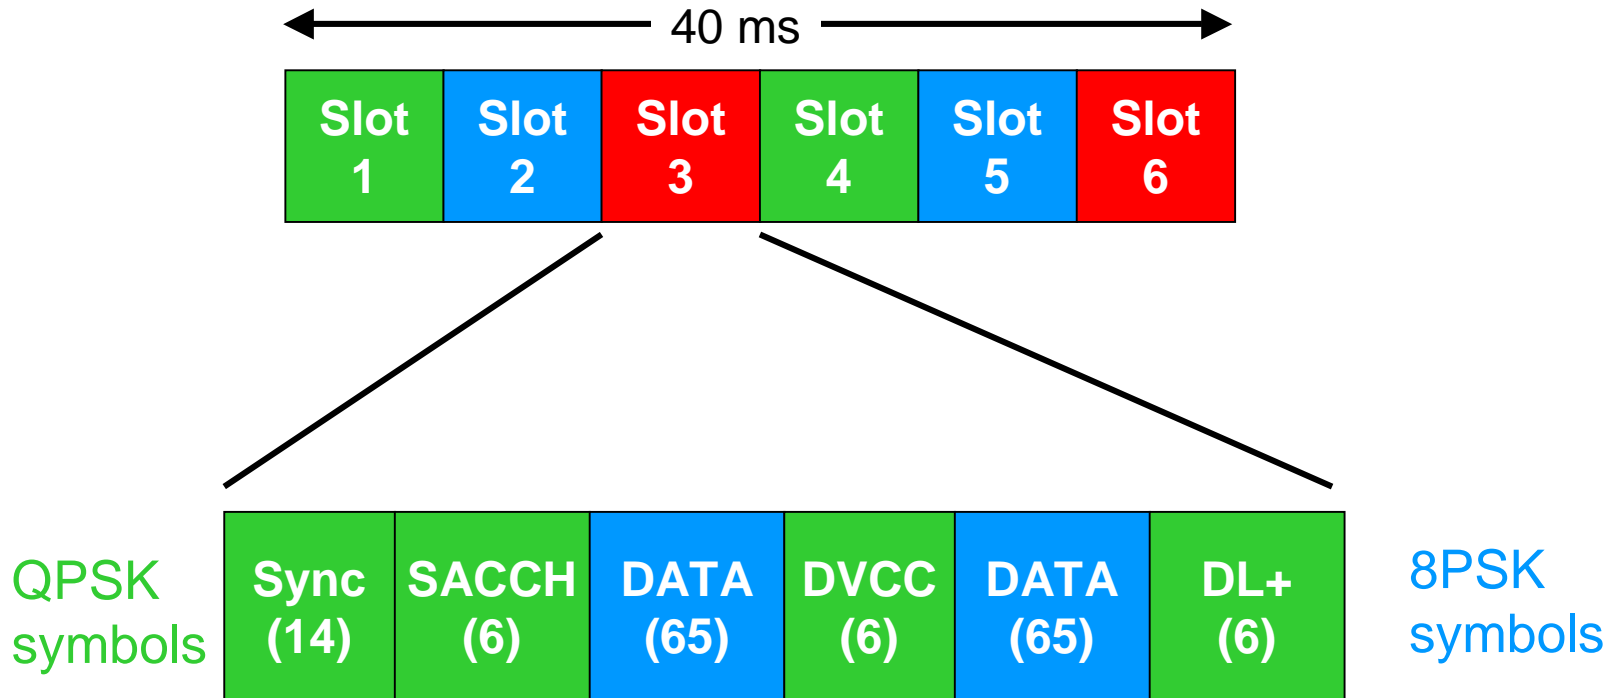 40 ms
Slot
1
Slot
2
Slot
3
Slot
4
Slot
5
Slot
6
QPSK
symbols
Sync
(14)
SACCH
(6)
DATA
(65)
DVCC
(6)
DATA
(65)
DL+
(6)
8PSK
symbols